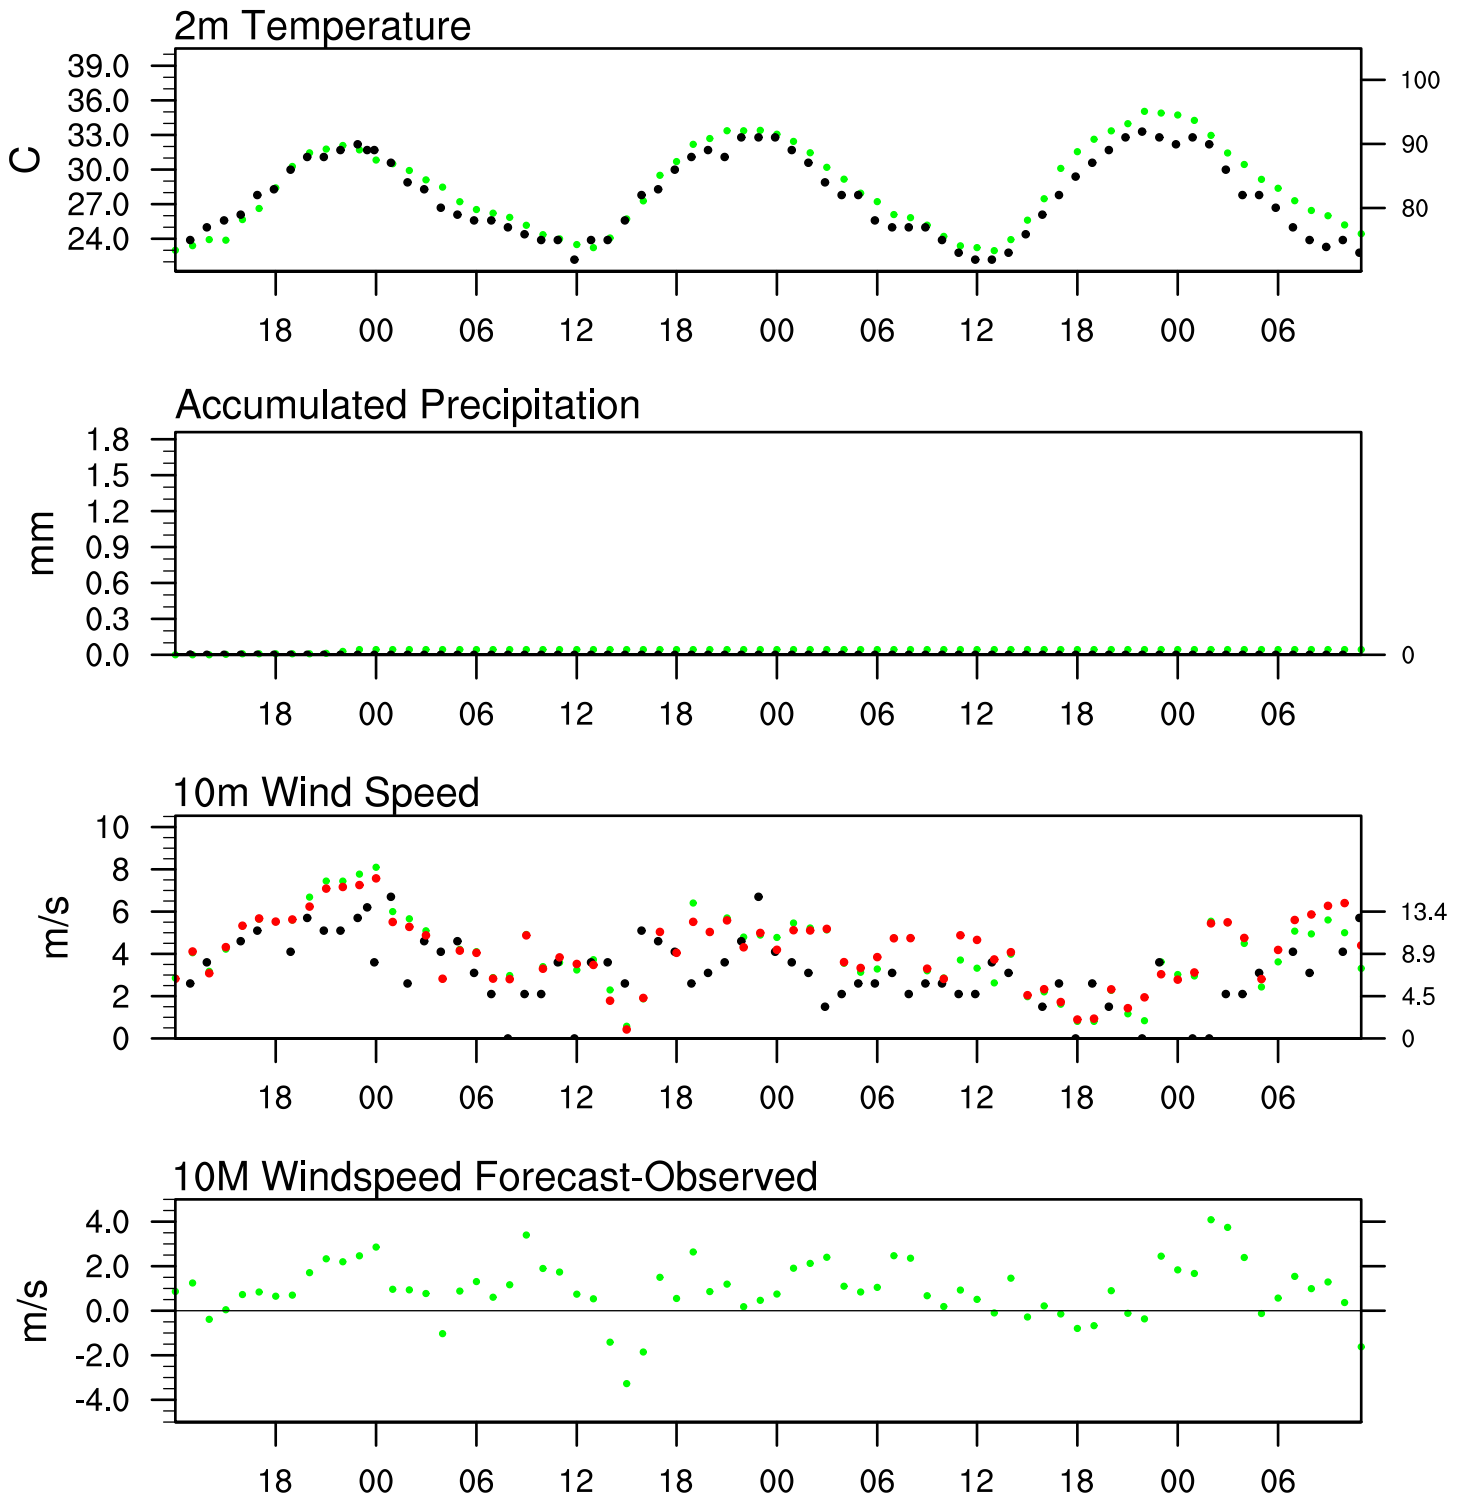 2m Temperature
39.0
36.0
33.0
30.0
27.0
24.0
C
100
90
80
18 00 06 12 18 00 06 12 18 00 06
Accumulated Precipitation
1.8
1.5
1.2
0.9
0.6
0.3
0.0
mm
0
18 00 06 12 18 00 06 12 18 00 06
10m Wind Speed
10
8
6
4
2
0
m/s
13.4
8.9
4.5
0
18 00 06 12 18 00 06 12 18 00 06
10M Windspeed Forecast-Observed
4.0
2.0
0.0
-2.0
-4.0
m/s
18 00 06 12 18 00 06 12 18 00 06